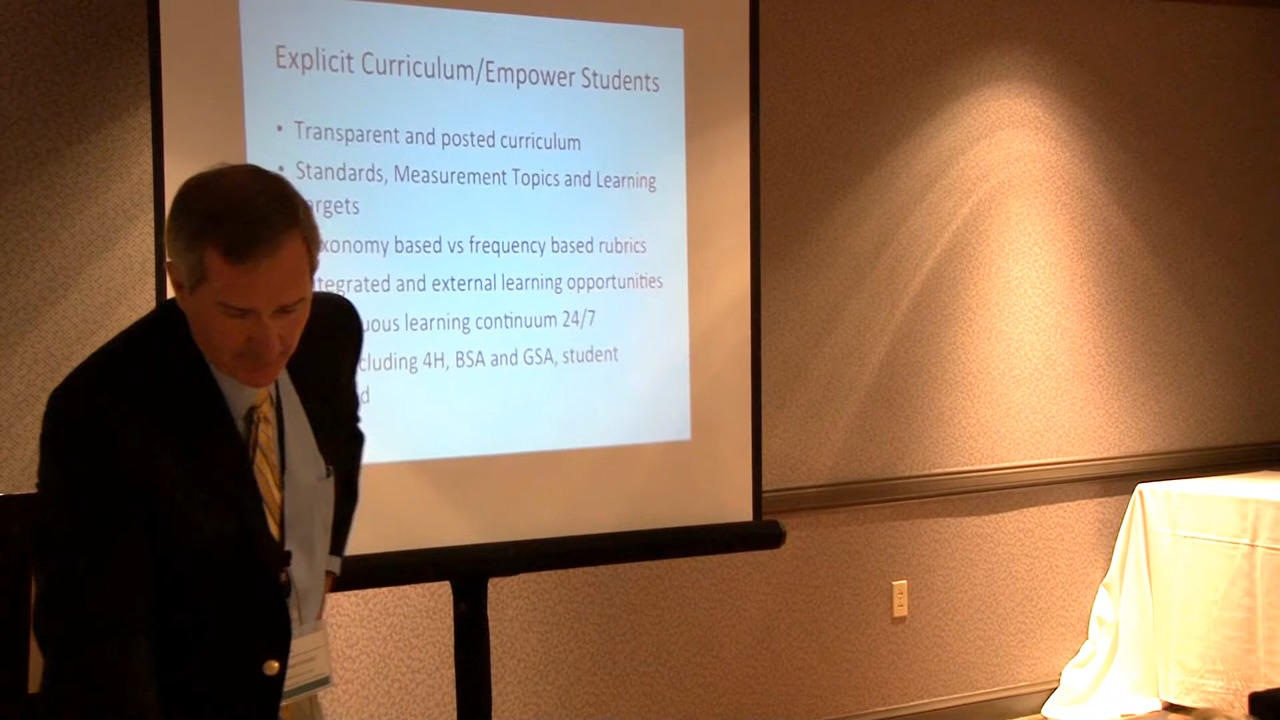 Explicit Curriculum/Empower Students
• Transparent and posted curriculum
• Standards, Measurement Topics and Learning
argets
xonomy based vs frequency based rubrics
tegrated and external learning opportunities
uous learning continuum 24/7
cluding 4H, BSA and GSA, student
d